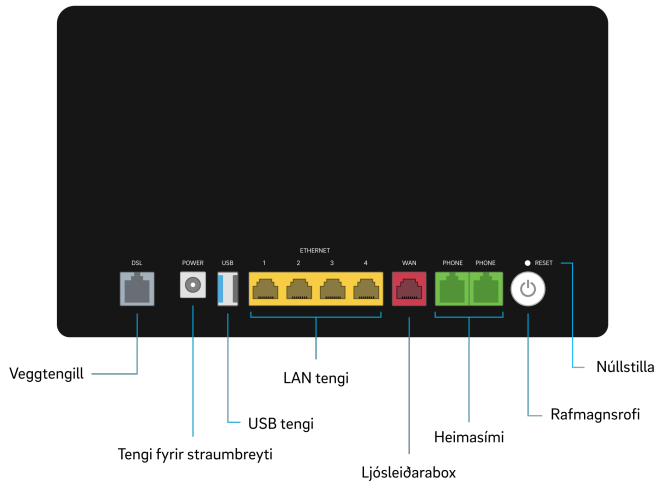 ETHERNET
DSL POWER USB 1 2 3 4 WAN PHONE PHONE RESET
Veggtengill
LAN tengi
Núllstilla
USB tengi
Rafmagnsrofi
Heimasími
Tengi fyrir straumbreyti
Ljósleiðarabox